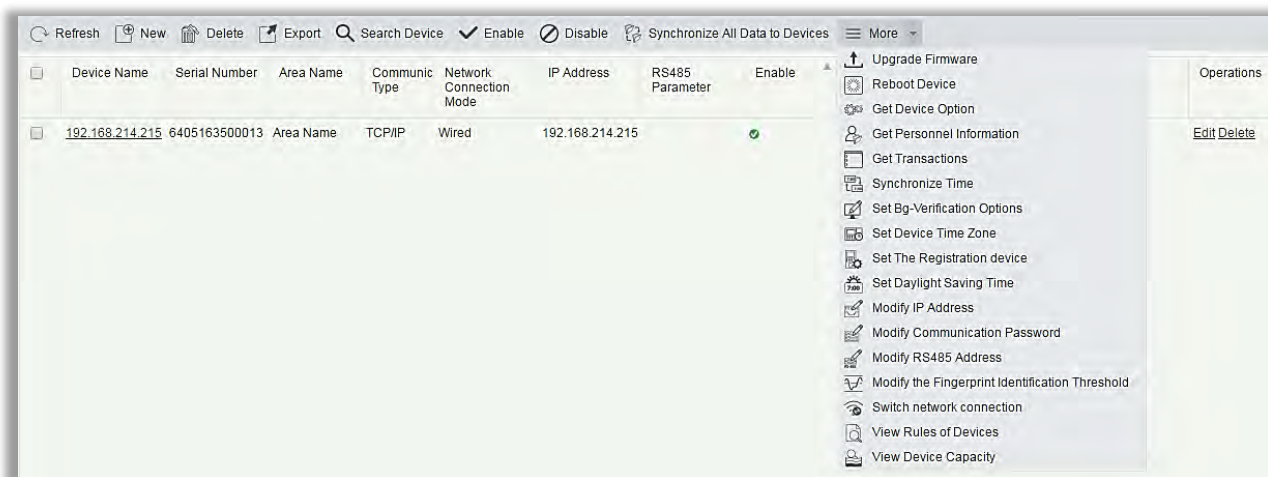 Refresh New Delete Export Search Device Enable Disable Synchronize All Data to Devices More
Device Name Serial Number Area Name Communic Type Network Connection Mode IP Address RS485 Parameter Enable Operations
192.168.214.215 6405163500013 Area Name TCP/IP Wired 192.168.214.215 Edit Delete
Upgrade Firmware
Reboot Device
Get Device Option
Get Personnel Information
Get Transactions
Synchronize Time
Set Bg-Verification Options
Set Device Time Zone
Set The Registration device
Set Daylight Saving Time
Modify IP Address
Modify Communication Password
Modify RS485 Address
Modify the Fingerprint Identification Threshold
Switch network connection
View Rules of Devices
View Device Capacity